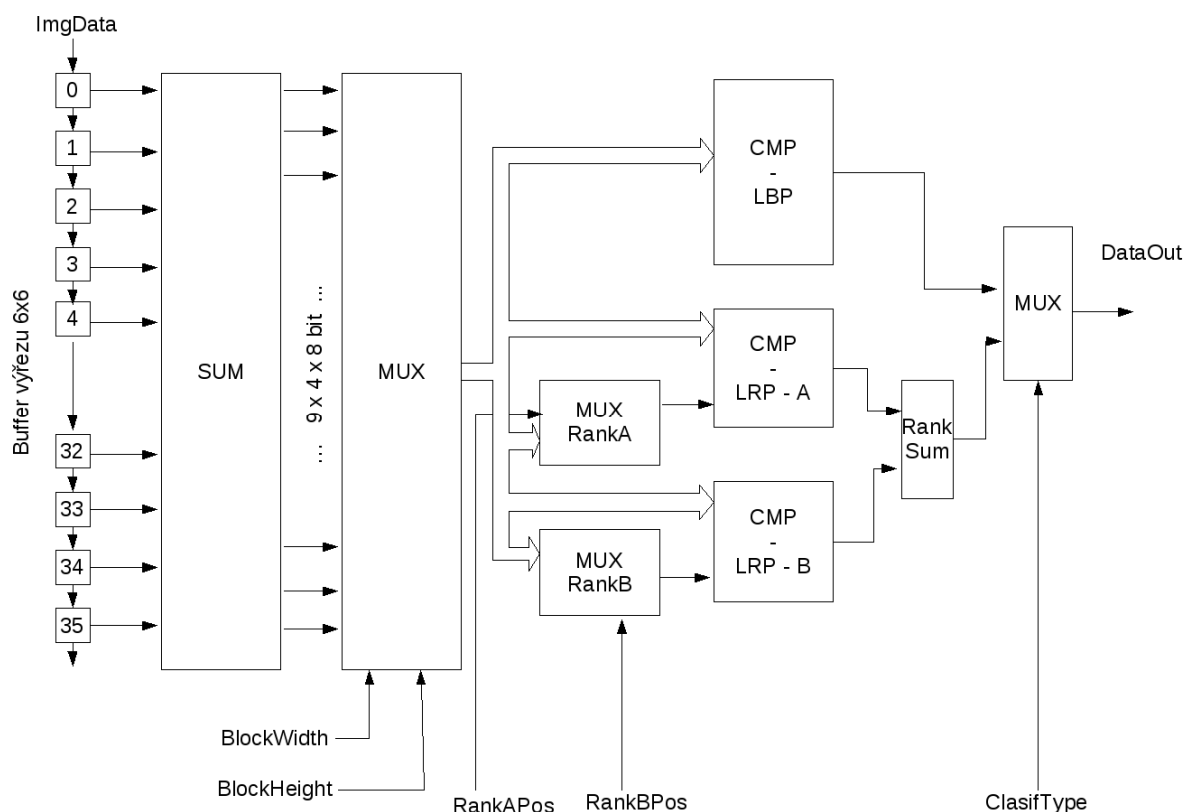 ImgData
0
1
2
3
4
32
33
34
35
Buffer výřezu 6x6
SUM
... 9 x 4 x 8 bit ...
MUX
CMP
-
LBP
CMP
-
LRP - A
MUX
RankA
CMP
-
LRP - B
MUX
RankB
Rank
Sum
MUX
DataOut
BlockWidth
BlockHeight
RankAPos
RankBPos
ClasifType